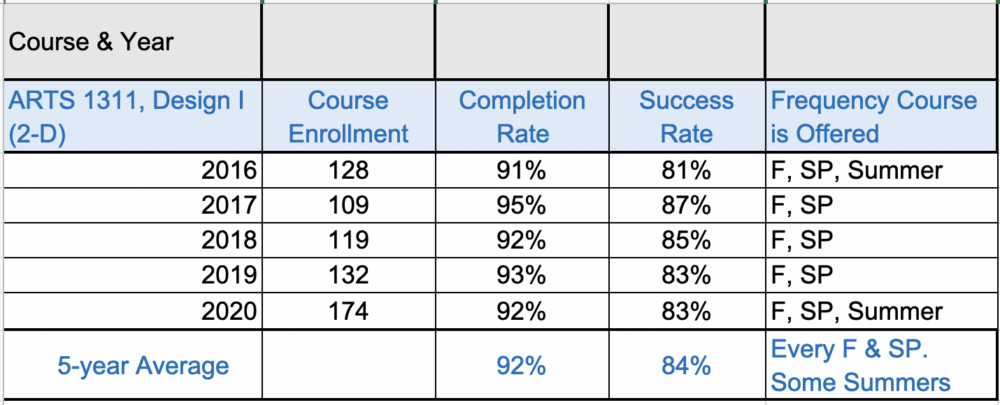 Course & Year
ARTS 1311, Design I (2-D) Course Enrollment Completion Rate Success Rate Frequency Course is Offered
2016 128 91% 81% F, SP, Summer
2017 109 95% 87% F, SP
2018 119 92% 85% F, SP
2019 132 93% 83% F, SP
2020 174 92% 83% F, SP, Summer
5-year Average 92% 84% Every F & SP. Some Summers